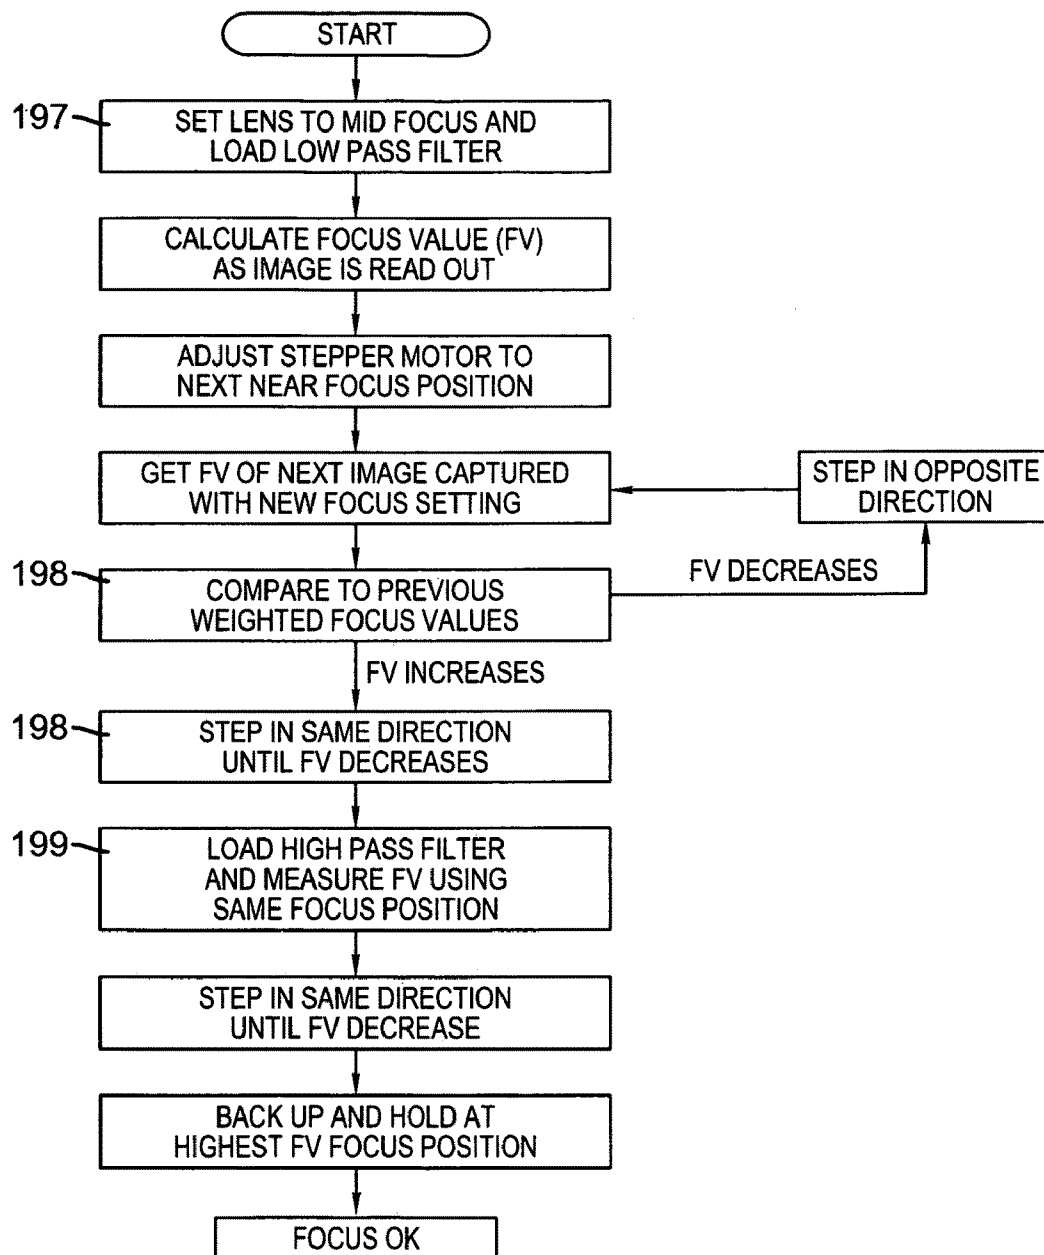 START
197
SET LENS TO MID FOCUS AND
LOAD LOW PASS FILTER
CALCULATE FOCUS VALUE (FV)
AS IMAGE IS READ OUT
ADJUST STEPPER MOTOR TO
NEXT NEAR FOCUS POSITION
GET FV OF NEXT IMAGE CAPTURED
WITH NEW FOCUS SETTING
STEP IN OPPOSITE
DIRECTION
198
COMPARE TO PREVIOUS
WEIGHTED FOCUS VALUES
FV DECREASES
FV INCREASES
198
STEP IN SAME DIRECTION
UNTIL FV DECREASES
199
LOAD HIGH PASS FILTER
AND MEASURE FV USING
SAME FOCUS POSITION
STEP IN SAME DIRECTION
UNTIL FV DECREASE
BACK UP AND HOLD AT
HIGHEST FV FOCUS POSITION
FOCUS OK